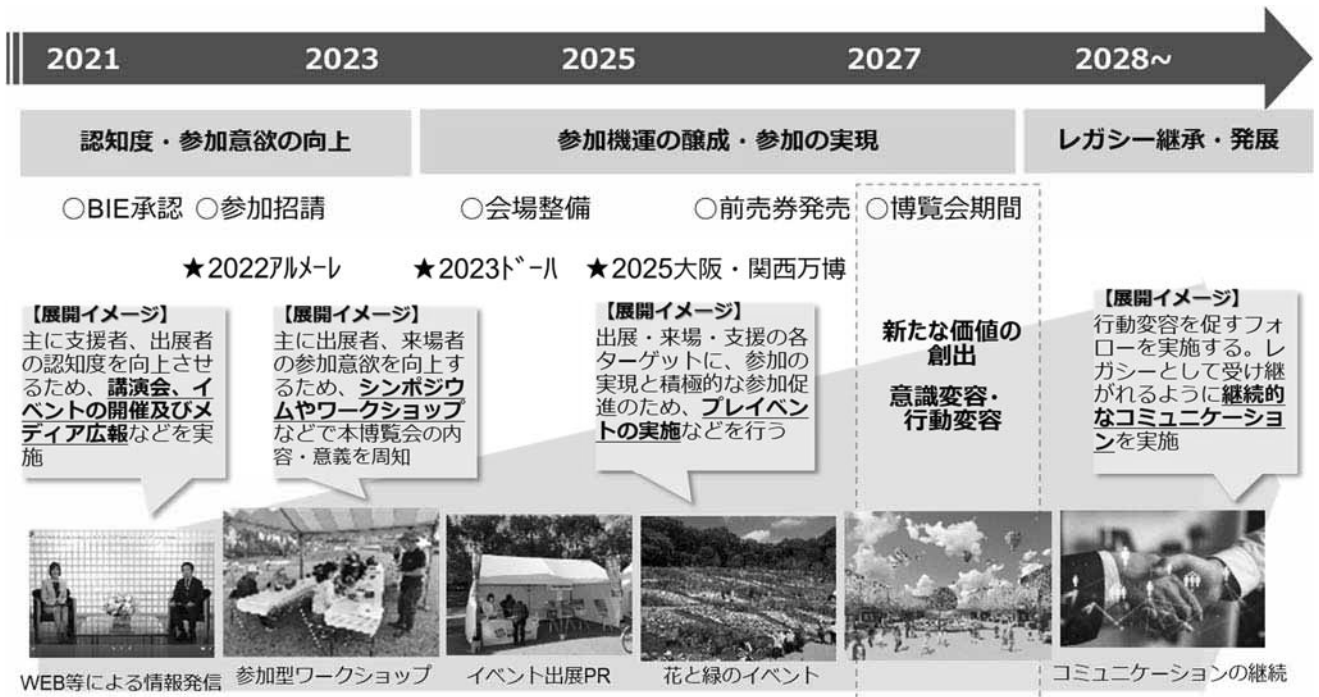 2021 2023 2025 2027 2028~
認知度・参加意欲の向上 参加機運の醸成・参加の実現 レガシー継承・発展
○BIE承認 ○参加招請 ○会場整備 ○前売券発売 ○博覧会期間
★2022ｱﾙﾒｰﾚ ★2023ﾄﾞｰﾊ ★2025大阪・関西万博
【展開イメージ】
主に支援者、出展者
の認知度を向上させ
るため、講演会、イ
ベントの開催及びメ
ディア広報などを実
施
【展開イメージ】
主に出展者、来場者
の参加意欲を向上す
るため、シンポジウ
ムやワークショップ
などで本博覧会の内
容・意義を周知
【展開イメージ】
出展・来場・支援の各
ターゲットに、参加の
実現と積極的な参加促
進のため、プレイベン
トの実施などを行う
新たな価値の
創出
意識変容・
行動変容
【展開イメージ】
行動変容を促すフォ
ローを実施する。レ
ガシーとして受け継
がれるように継続的
なコミュニケーショ
ンを実施
WEB等による情報発信 参加型ワークショップ イベント出展PR 花と緑のイベント コミュニケーションの継続